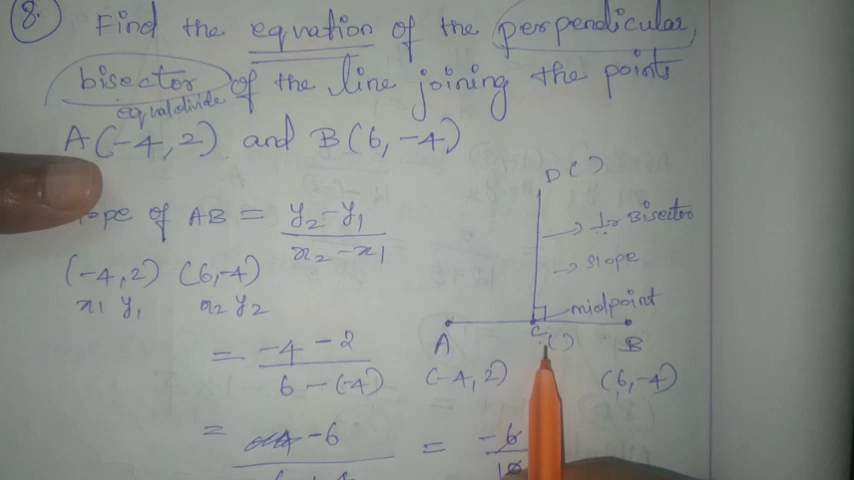 8. Find the equation of the perpendicular
bisector of the line joining the points
equal divide
A(-4, 2) and B(6, -4)
slope of AB = y₂-y₁ / x₂-x₁
(-4, 2) (6, -4)
x₁ y₁ x₂ y₂
= -4 - 2 / 6 - (-4)
= -6
= -6 / 10
D( )
→ ⊥r Bisector
→ slope
midpoint
A C( ) B
(-4, 2) (6, -4)